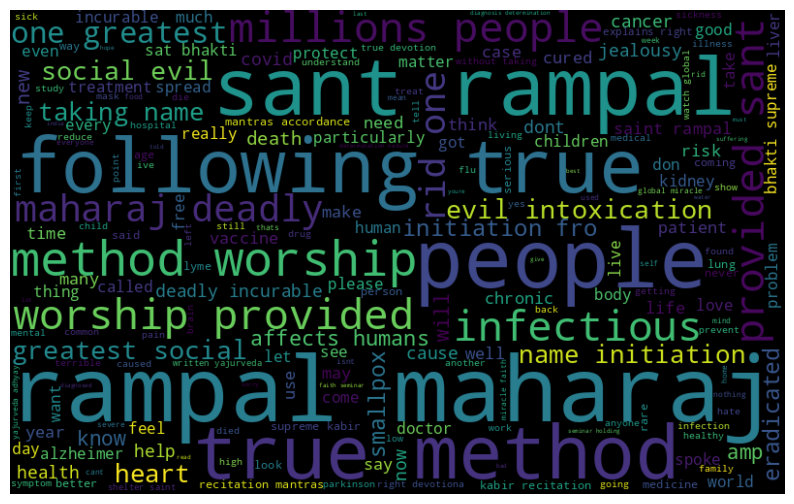 sick incurable much
one greatest millions people
diagnosis determination
cancer explains right sickness
good
even way hope
sat bhakti protect true devotion
understand
case
without taking
jealousy
illness
week
liver
new study treatment spread
social evil
covid
sant rampal
matter cured
watch global rid
take
keep mask food die
taking name
mantras accordance need
treat mean
think dont saint rampal
reduce hospital
every really death particularly
tell
children
risk
everyone
age got living medical suffering
following true
rid one
provided sant
bhakti supreme
first point ive flu serious don coming
yes best
kidney
maharaj deadly
free make
youre used
global miracle show
evil intoxication
time child said
still thats drug
vaccine
human initiation fro patient
problem
many left
method worship
people
lyme
live
found
lung never
thing called deadly incurable please
person
give self getting
chronic body mind
worship provided
will
life love prevent
mental common pain
affects humans
back
infectious
terrible caused written yajurveda
isnt
another
name initiation
greatest social
let see cause well
yajurveda adhyay
diagnosed
faith seminar
miracle faith
home
nothing
want use may come
smallpox
rampal maharaj
eradicated
severe
feel
supreme kabir
died
low
work
rare
anyone
hate
infection
healthy
year know
seminar holding
day alzheimer help
high look
say now doctor
true method
spoke amp
health symptom better
cant
heart
read
recitation mantras
parkinson right devotiona
kabir recitation
going medicine
family
world
shelter saint